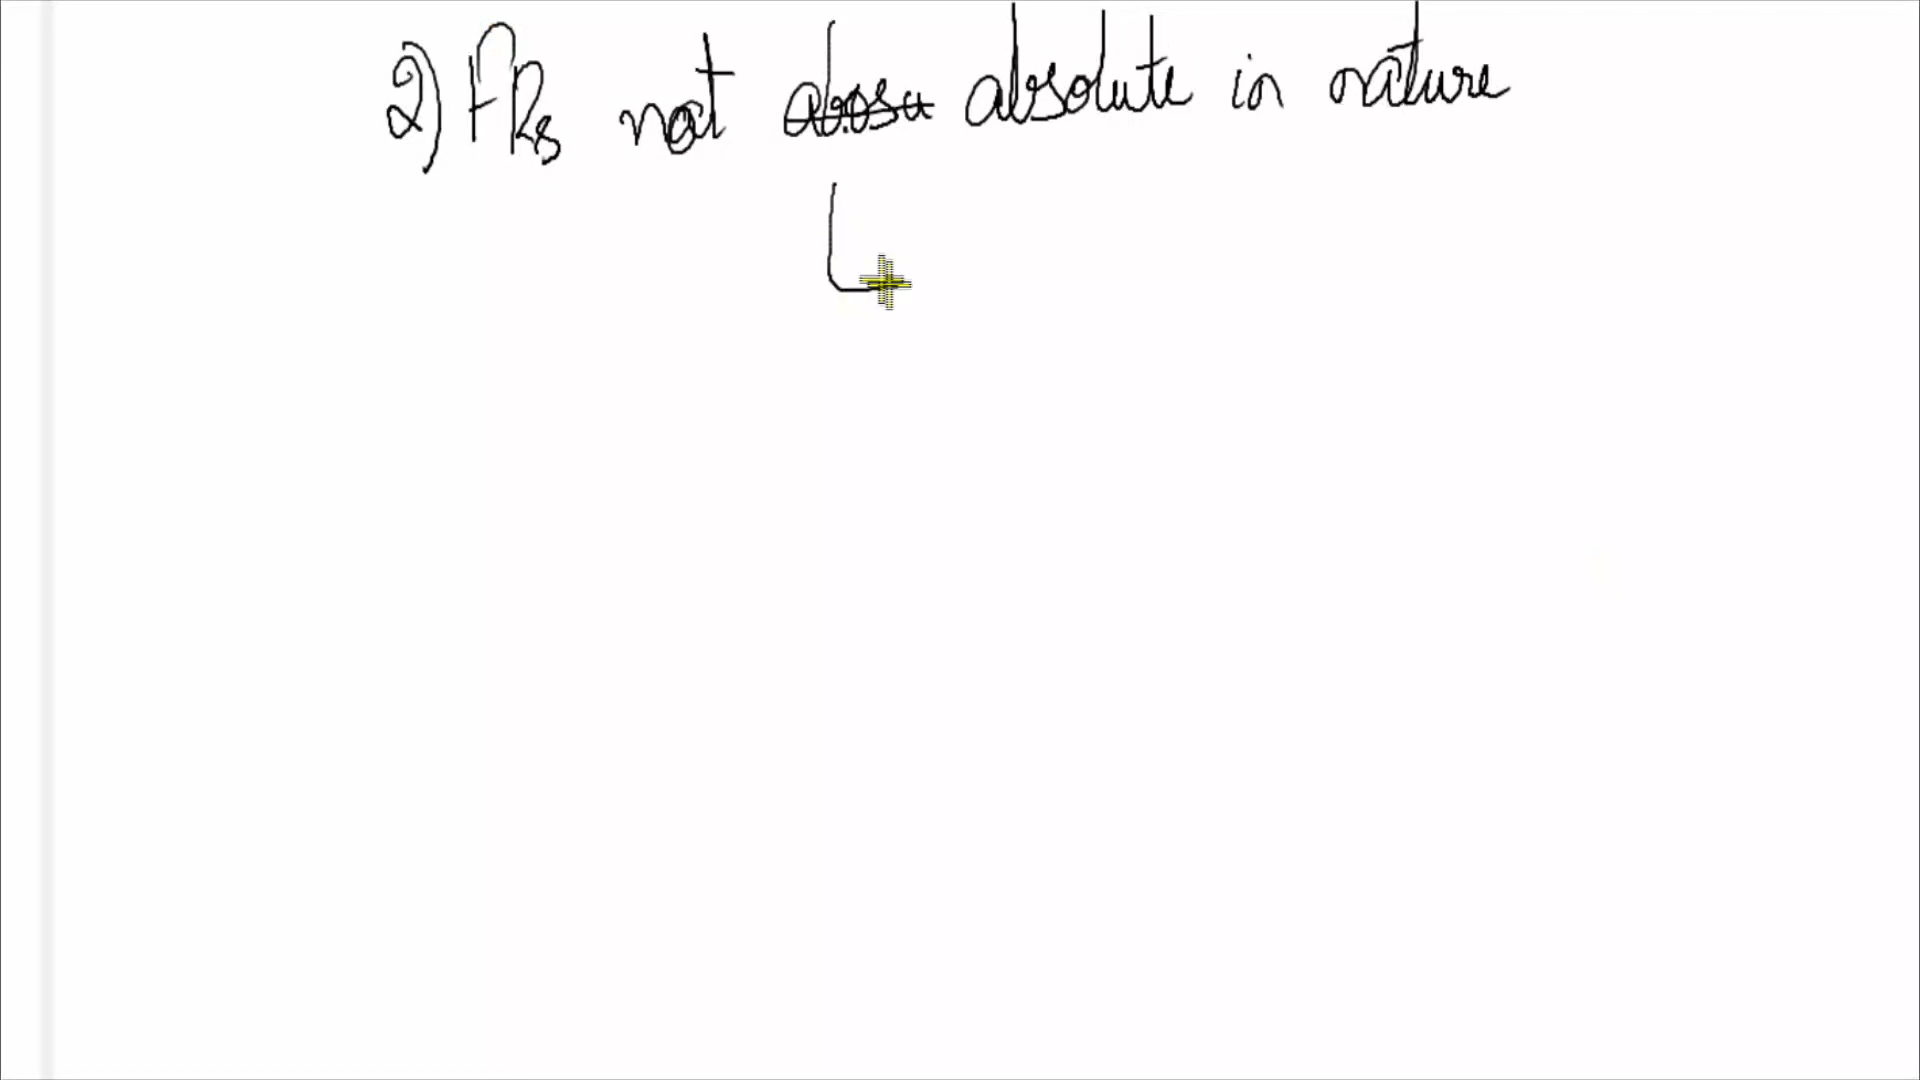 2) FRs not absolute in nature